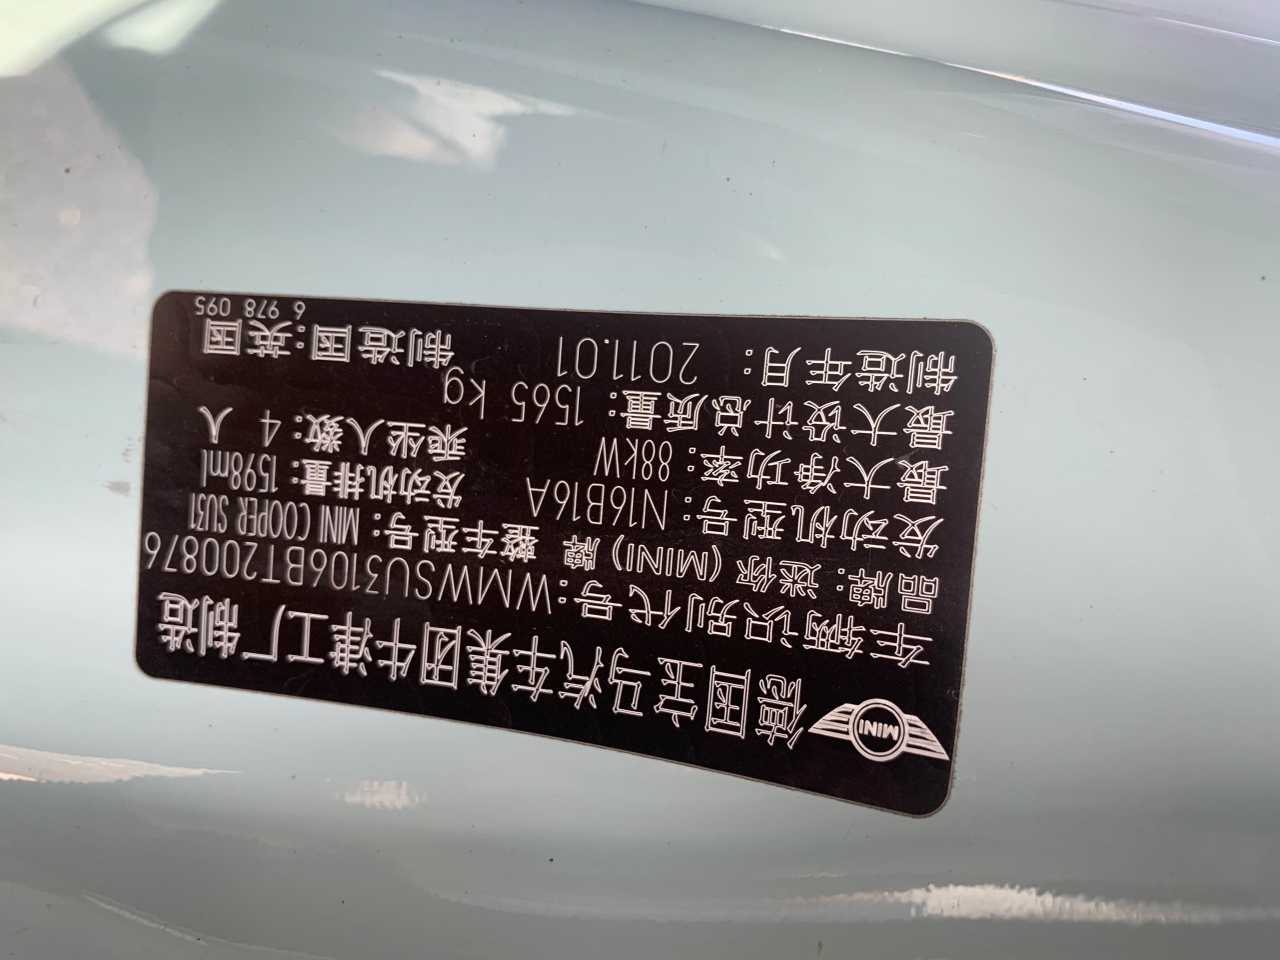 MINI 德国宝马汽车集团牛津工厂 制造
车辆识别代号：WMWSU3106BT200876
品牌：迷你（MINI）牌 整车型号：MINI COOPER SU31
发动机型号：N16B16A 发动机排量：1598ml
最大净功率：88kW 乘坐人数：4 人
最大设计总质量：1565 kg
制造年月：2011.01 制造国：英国
6 978 095